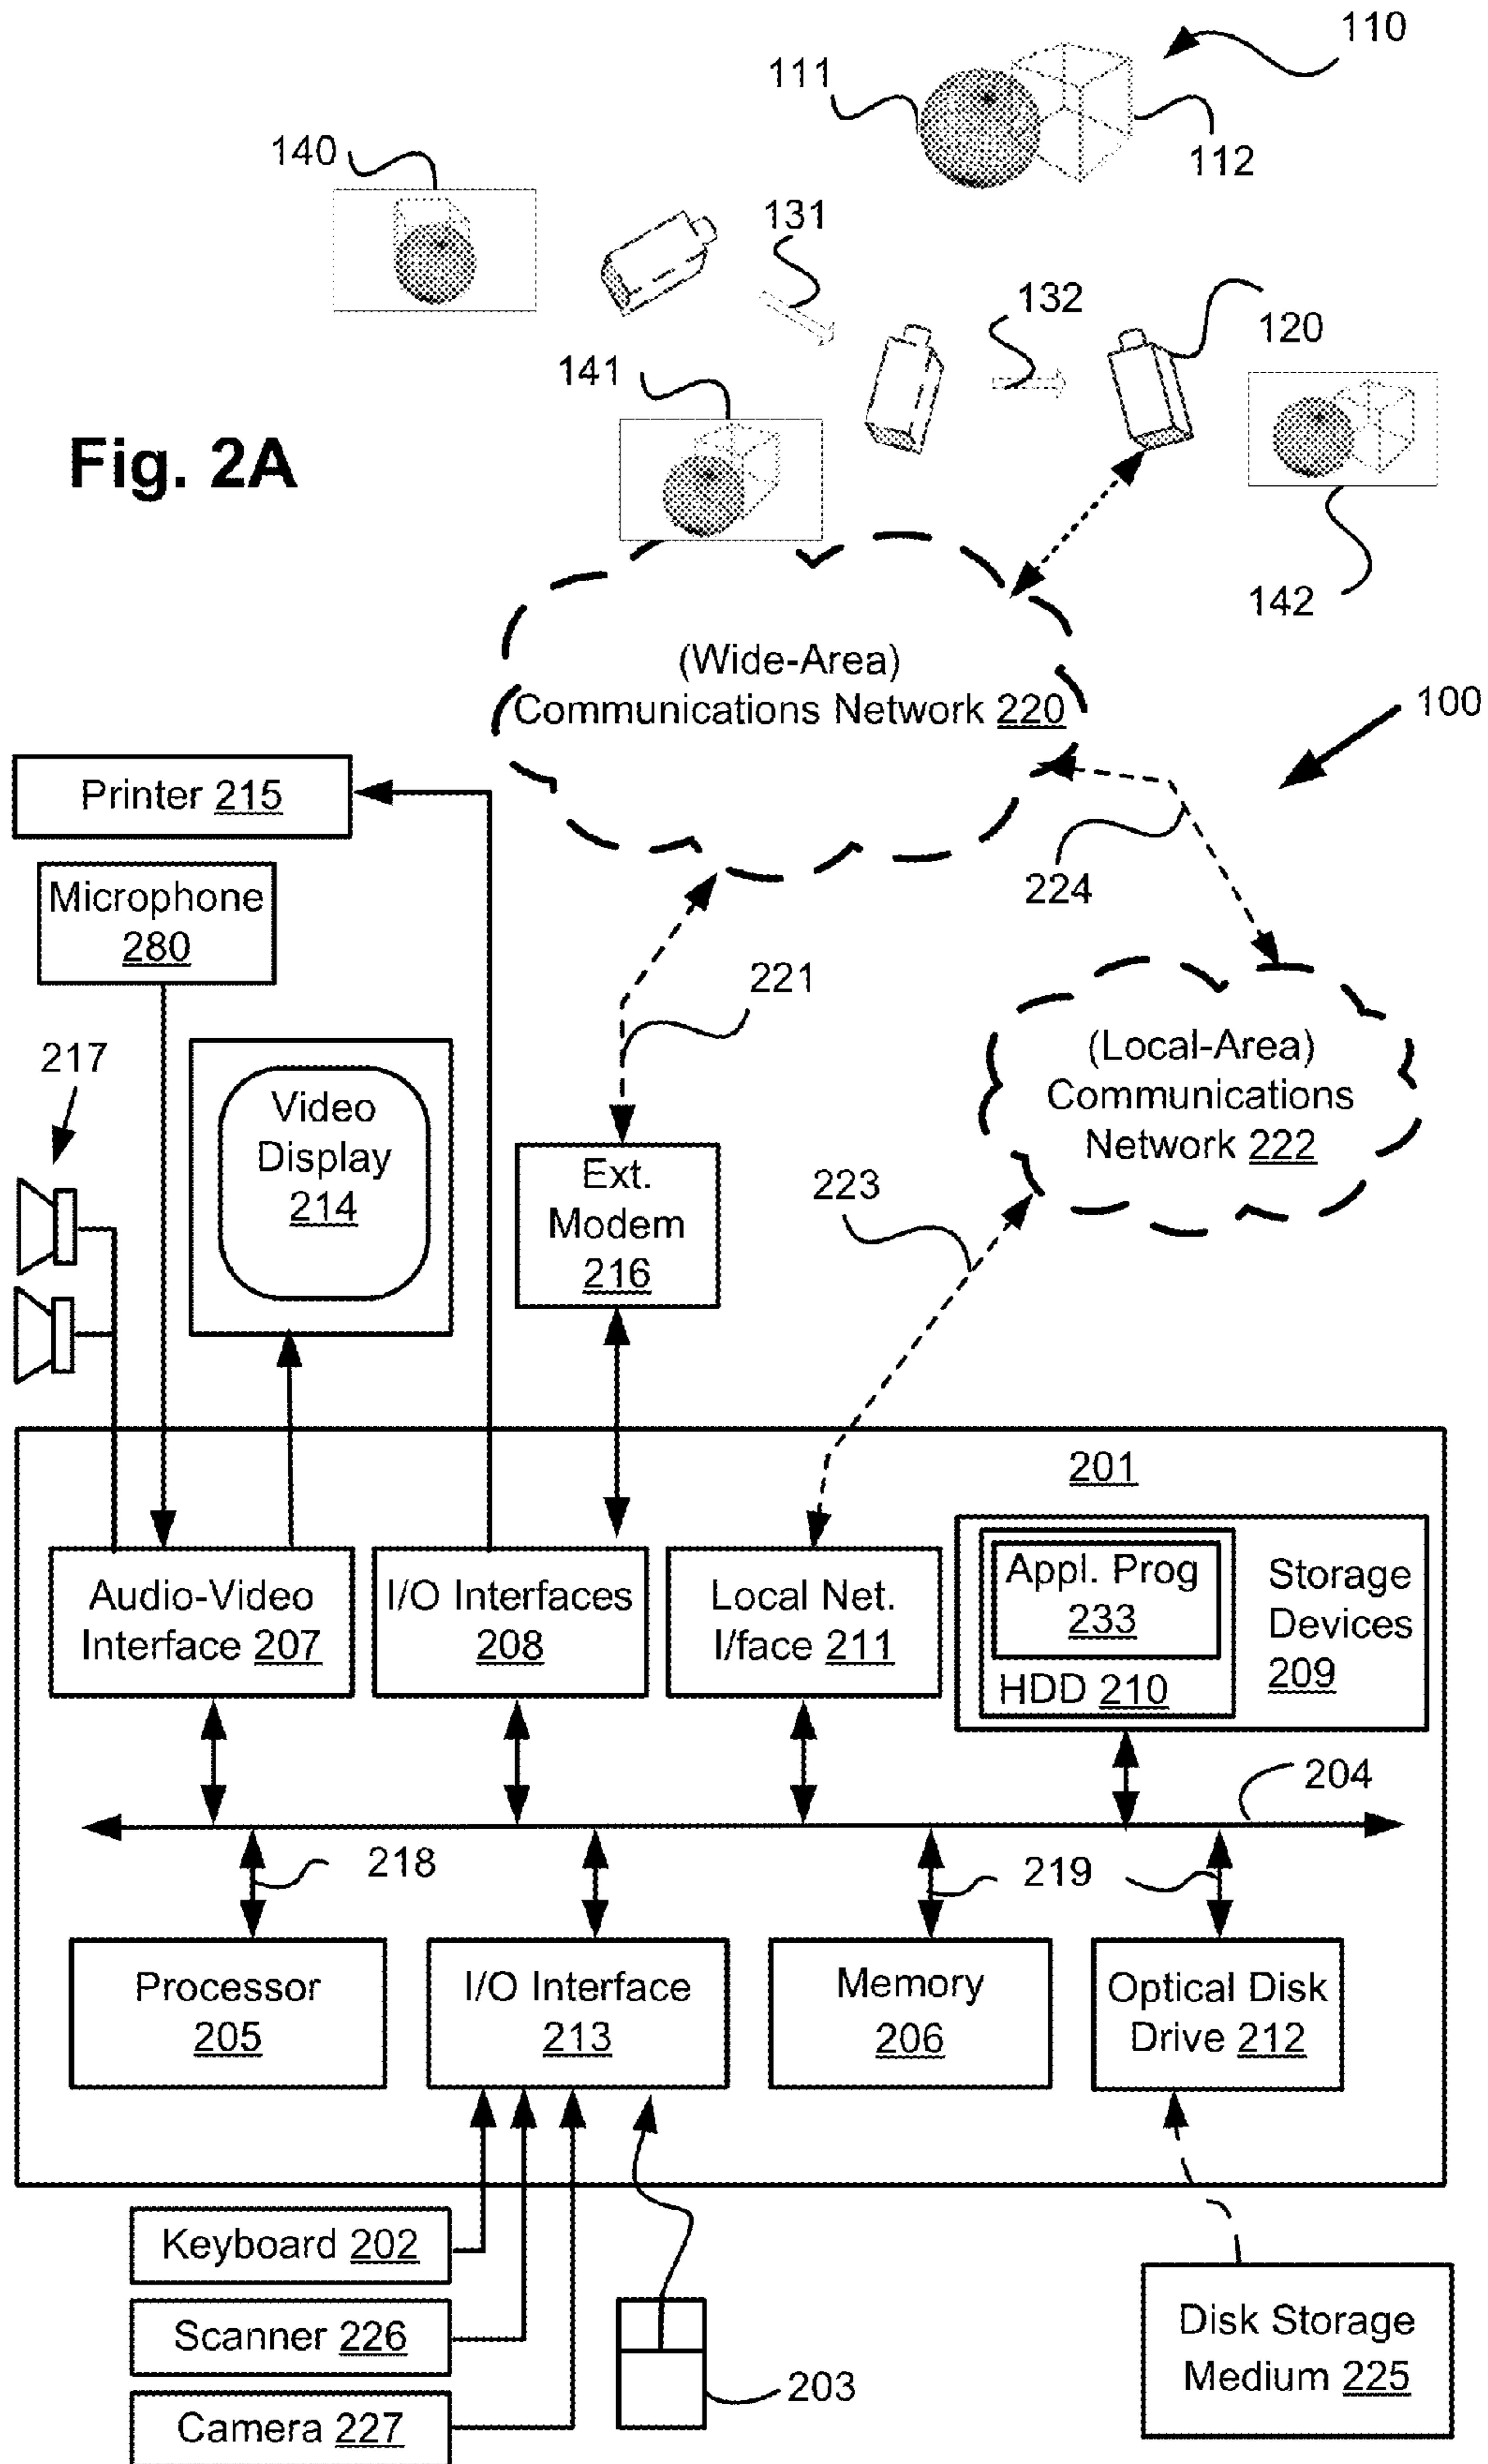 110
111
112
140
131
132
120
141
142
Fig. 2A
(Wide-Area)
Communications Network 220
100
Printer 215
224
Microphone
280
221
217
Video
Display
214
(Local-Area)
Communications
Network 222
Ext.
Modem
216
223
201
Audio-Video
Interface 207
I/O Interfaces
208
Local Net.
I/face 211
Appl. Prog
233
HDD 210
Storage
Devices
209
204
218
219
Processor
205
I/O Interface
213
Memory
206
Optical Disk
Drive 212
Keyboard 202
Scanner 226
Camera 227
203
Disk Storage
Medium 225